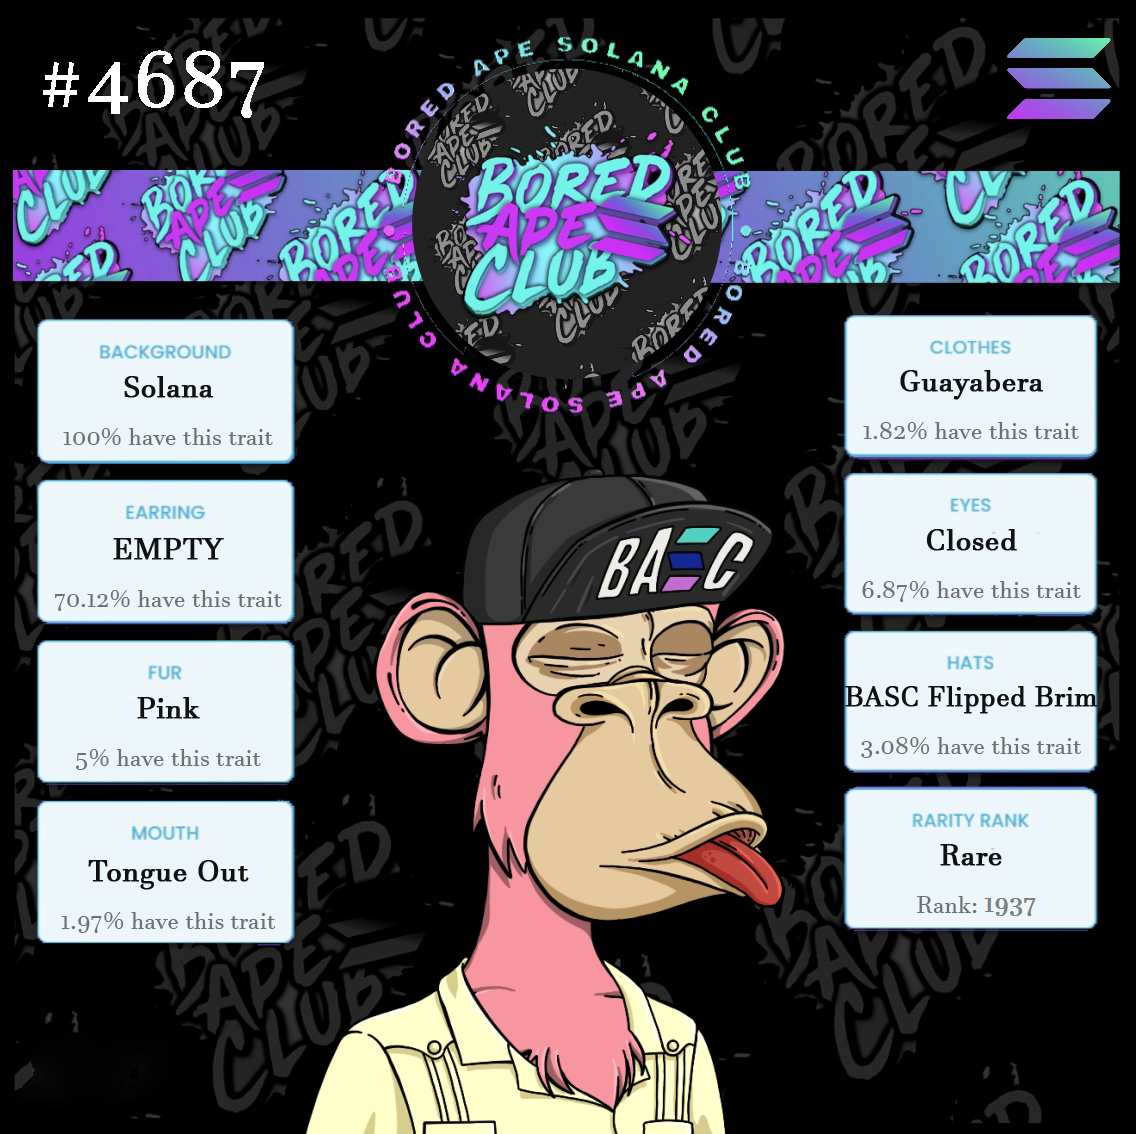 #4687
BORED APE SOLANA CLUB
BORED APE SOLANA CLUB
BORED
APE
CLUB
BACKGROUND
Solana
100% have this trait
EARRING
EMPTY
70.12% have this trait
FUR
Pink
5% have this trait
MOUTH
Tongue Out
1.97% have this trait
CLOTHES
Guayabera
1.82% have this trait
EYES
Closed
6.87% have this trait
HATS
BASC Flipped Brim
3.08% have this trait
RARITY RANK
Rare
Rank: 1937
BASC